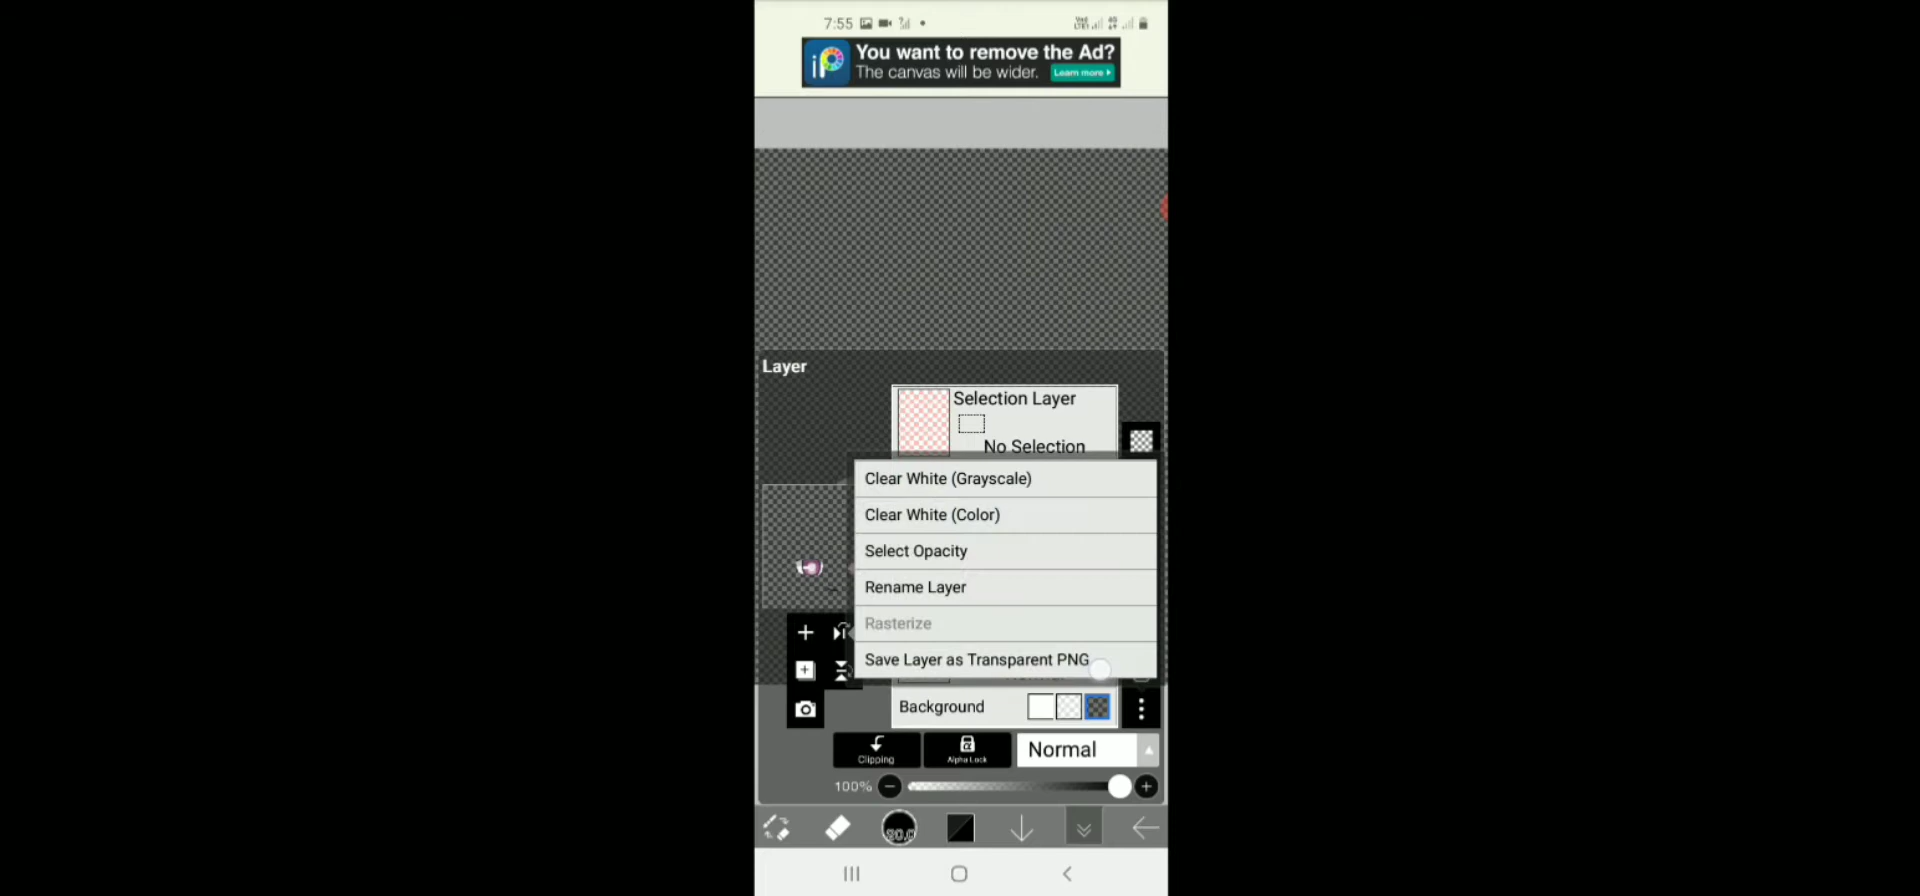 7:55
You want to remove the Ad?
The canvas will be wider. Learn more
Layer
Selection Layer
No Selection
Clear White (Grayscale)
Clear White (Color)
Select Opacity
Rename Layer
Rasterize
Save Layer as Transparent PNG
Background
Clipping
Alpha Lock
Normal
100%
20.0